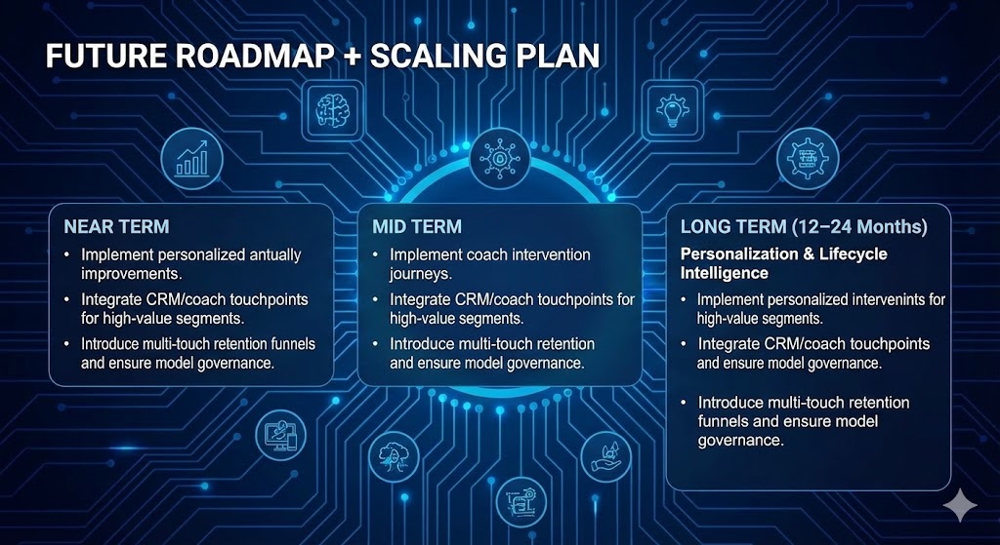 FUTURE ROADMAP + SCALING PLAN
NEAR TERM
• Implement personalized antually
improvements.
• Integrate CRM/coach touchpoints
for high-value segments.
• Introduce multi-touch retention funnels
and ensure model governance.
MID TERM
• Implement coach intervention
journeys.
• Integrate CRM/coach touchpoints for
high-value segments.
• Introduce multi-touch retention
and ensure model governance.
LONG TERM (12–24 Months)
Personalization & Lifecycle
Intelligence
• Implement personalized intervenints for
high-value segments.
• Integrate CRM/coach touchpoints
and ensure model governance.
• Introduce multi-touch retention
funnels and ensure model
governance.